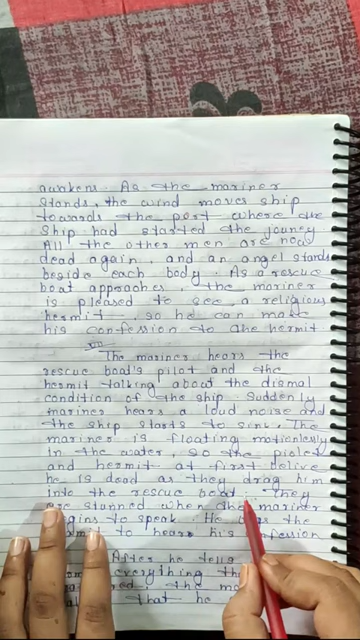 awakens. As the mariner
stands, the wind moves ship
towards the port where the
ship had started the jouney.
All the other men are now
dead again, and an angel stands
beside each body. As a rescue
boat approaches, the mariner
is pleased to see a religious
hermit, so he can make
his confession to the hermit
The mariner hears the
rescue boat's pilot and the
hermit talking about the dismal
condition of the ship. Suddenly
mariner hears a loud noise and
the ship starts to sink. The
mariner is floating motionlessly
in the water, so the
and hermit at first
he is dead as they drag him
into the rescue boat. They
are stunned when the mariner
begins to speak. He the
to hear his confession
After he tells
everything
the
that he